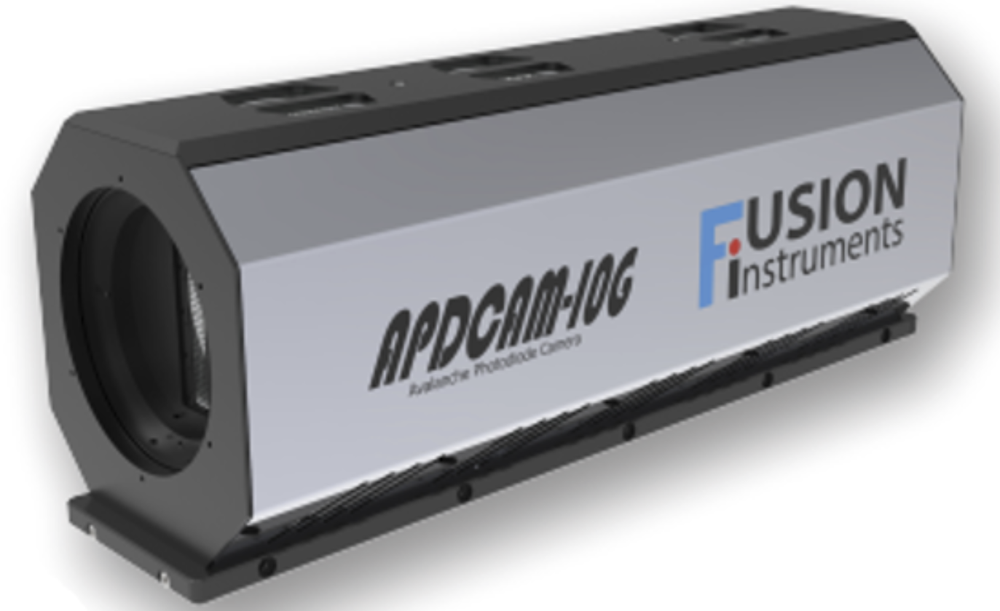 APDCAM-10G
Avalanche Photodiode Camera
FUSION
instruments